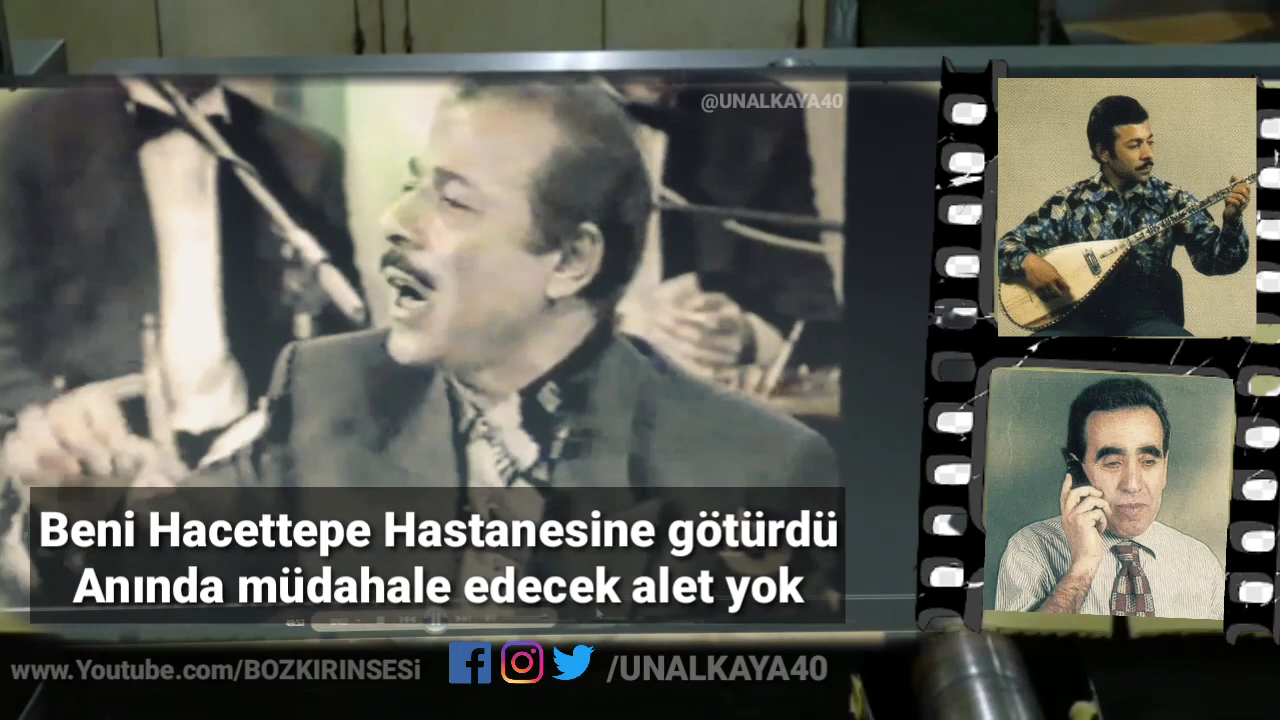 @UNALKAYA40
Beni Hacettepe Hastanesine götürdü
Anında müdahale edecek alet yok
www.Youtube.com/BOZKIRINSESi
/UNALKAYA40